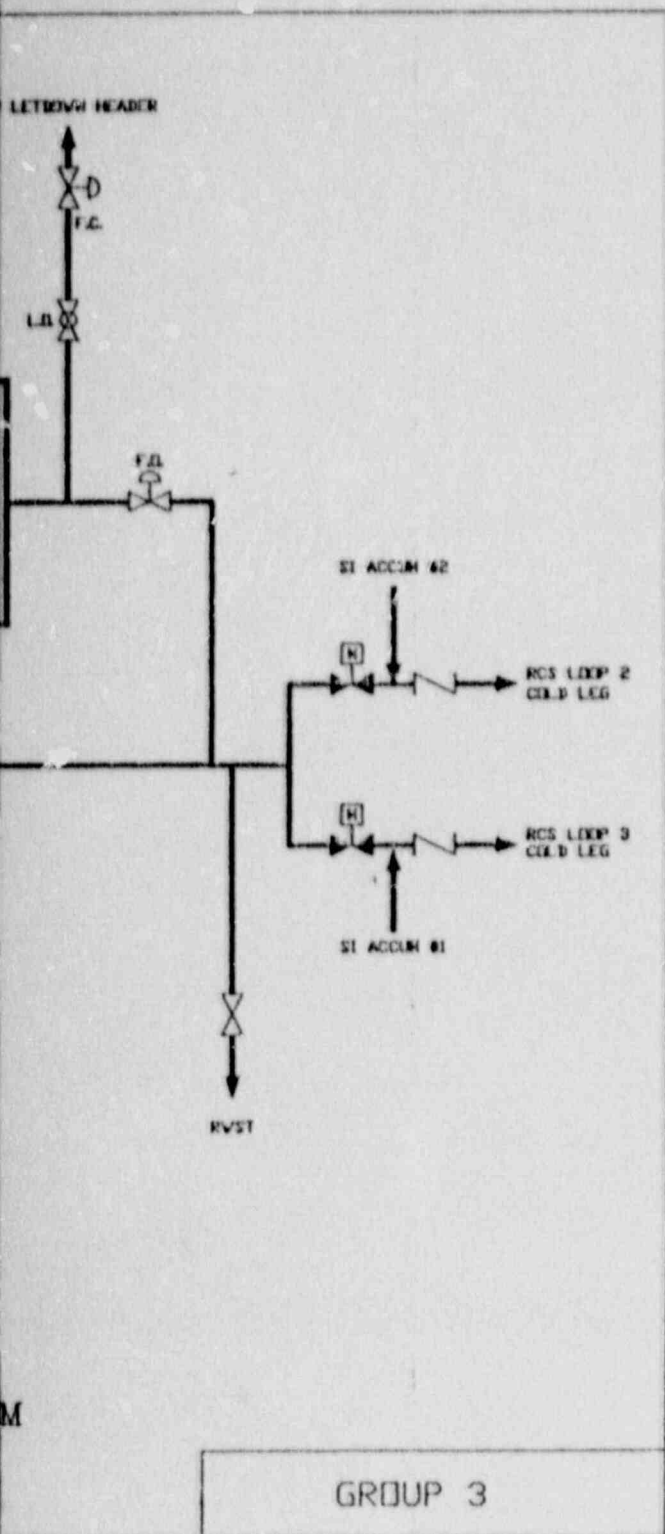 LETDOWN HEADER
F.C.
L.O.
F.O.
SI ACCUM #2
M
RCS LOOP 2
COLD LEG
M
RCS LOOP 3
COLD LEG
SI ACCUM #1
RWST
M
GROUP 3